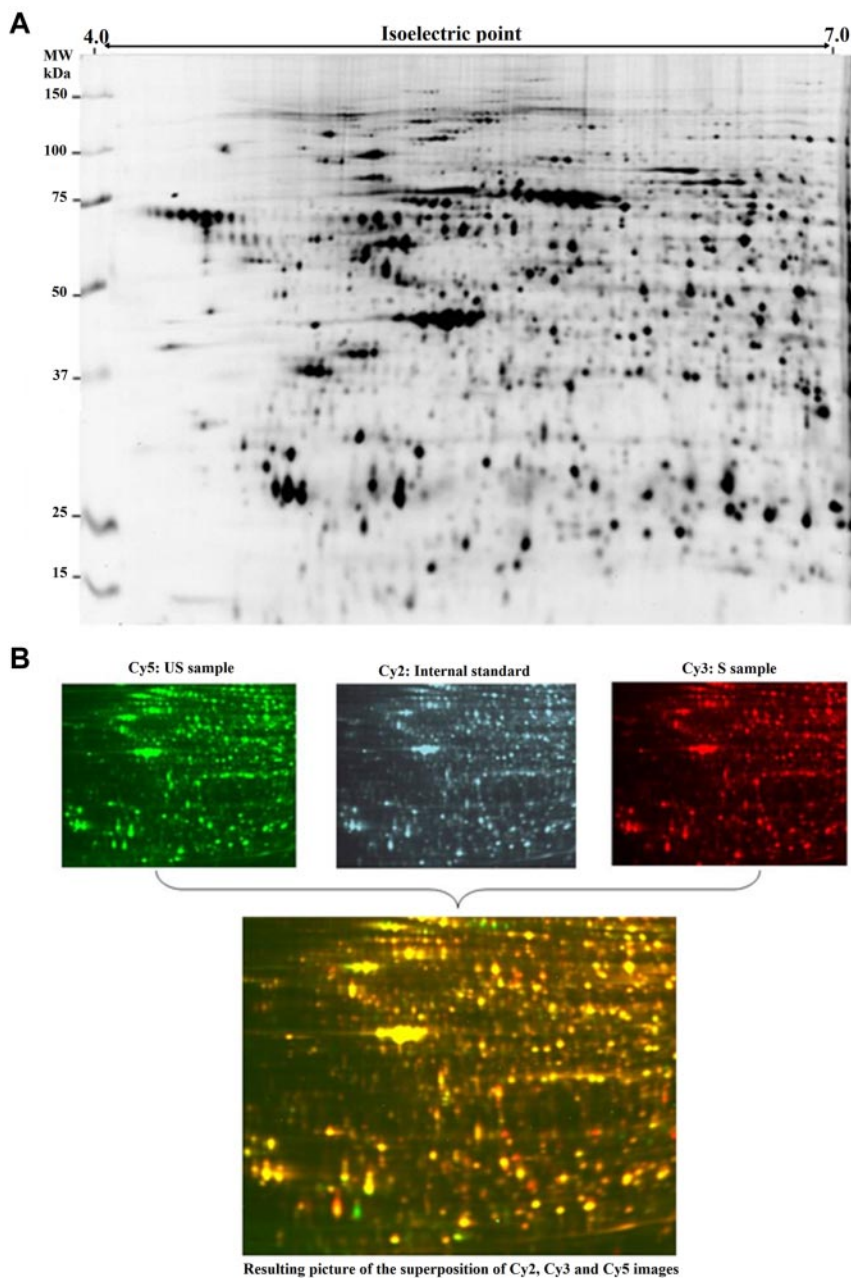 A
4.0
Isoelectric point
7.0
MW
kDa
150
100
75
50
37
25
15
B
Cy5: US sample
Cy2: Internal standard
Cy3: S sample
Resulting picture of the superposition of Cy2, Cy3 and Cy5 images